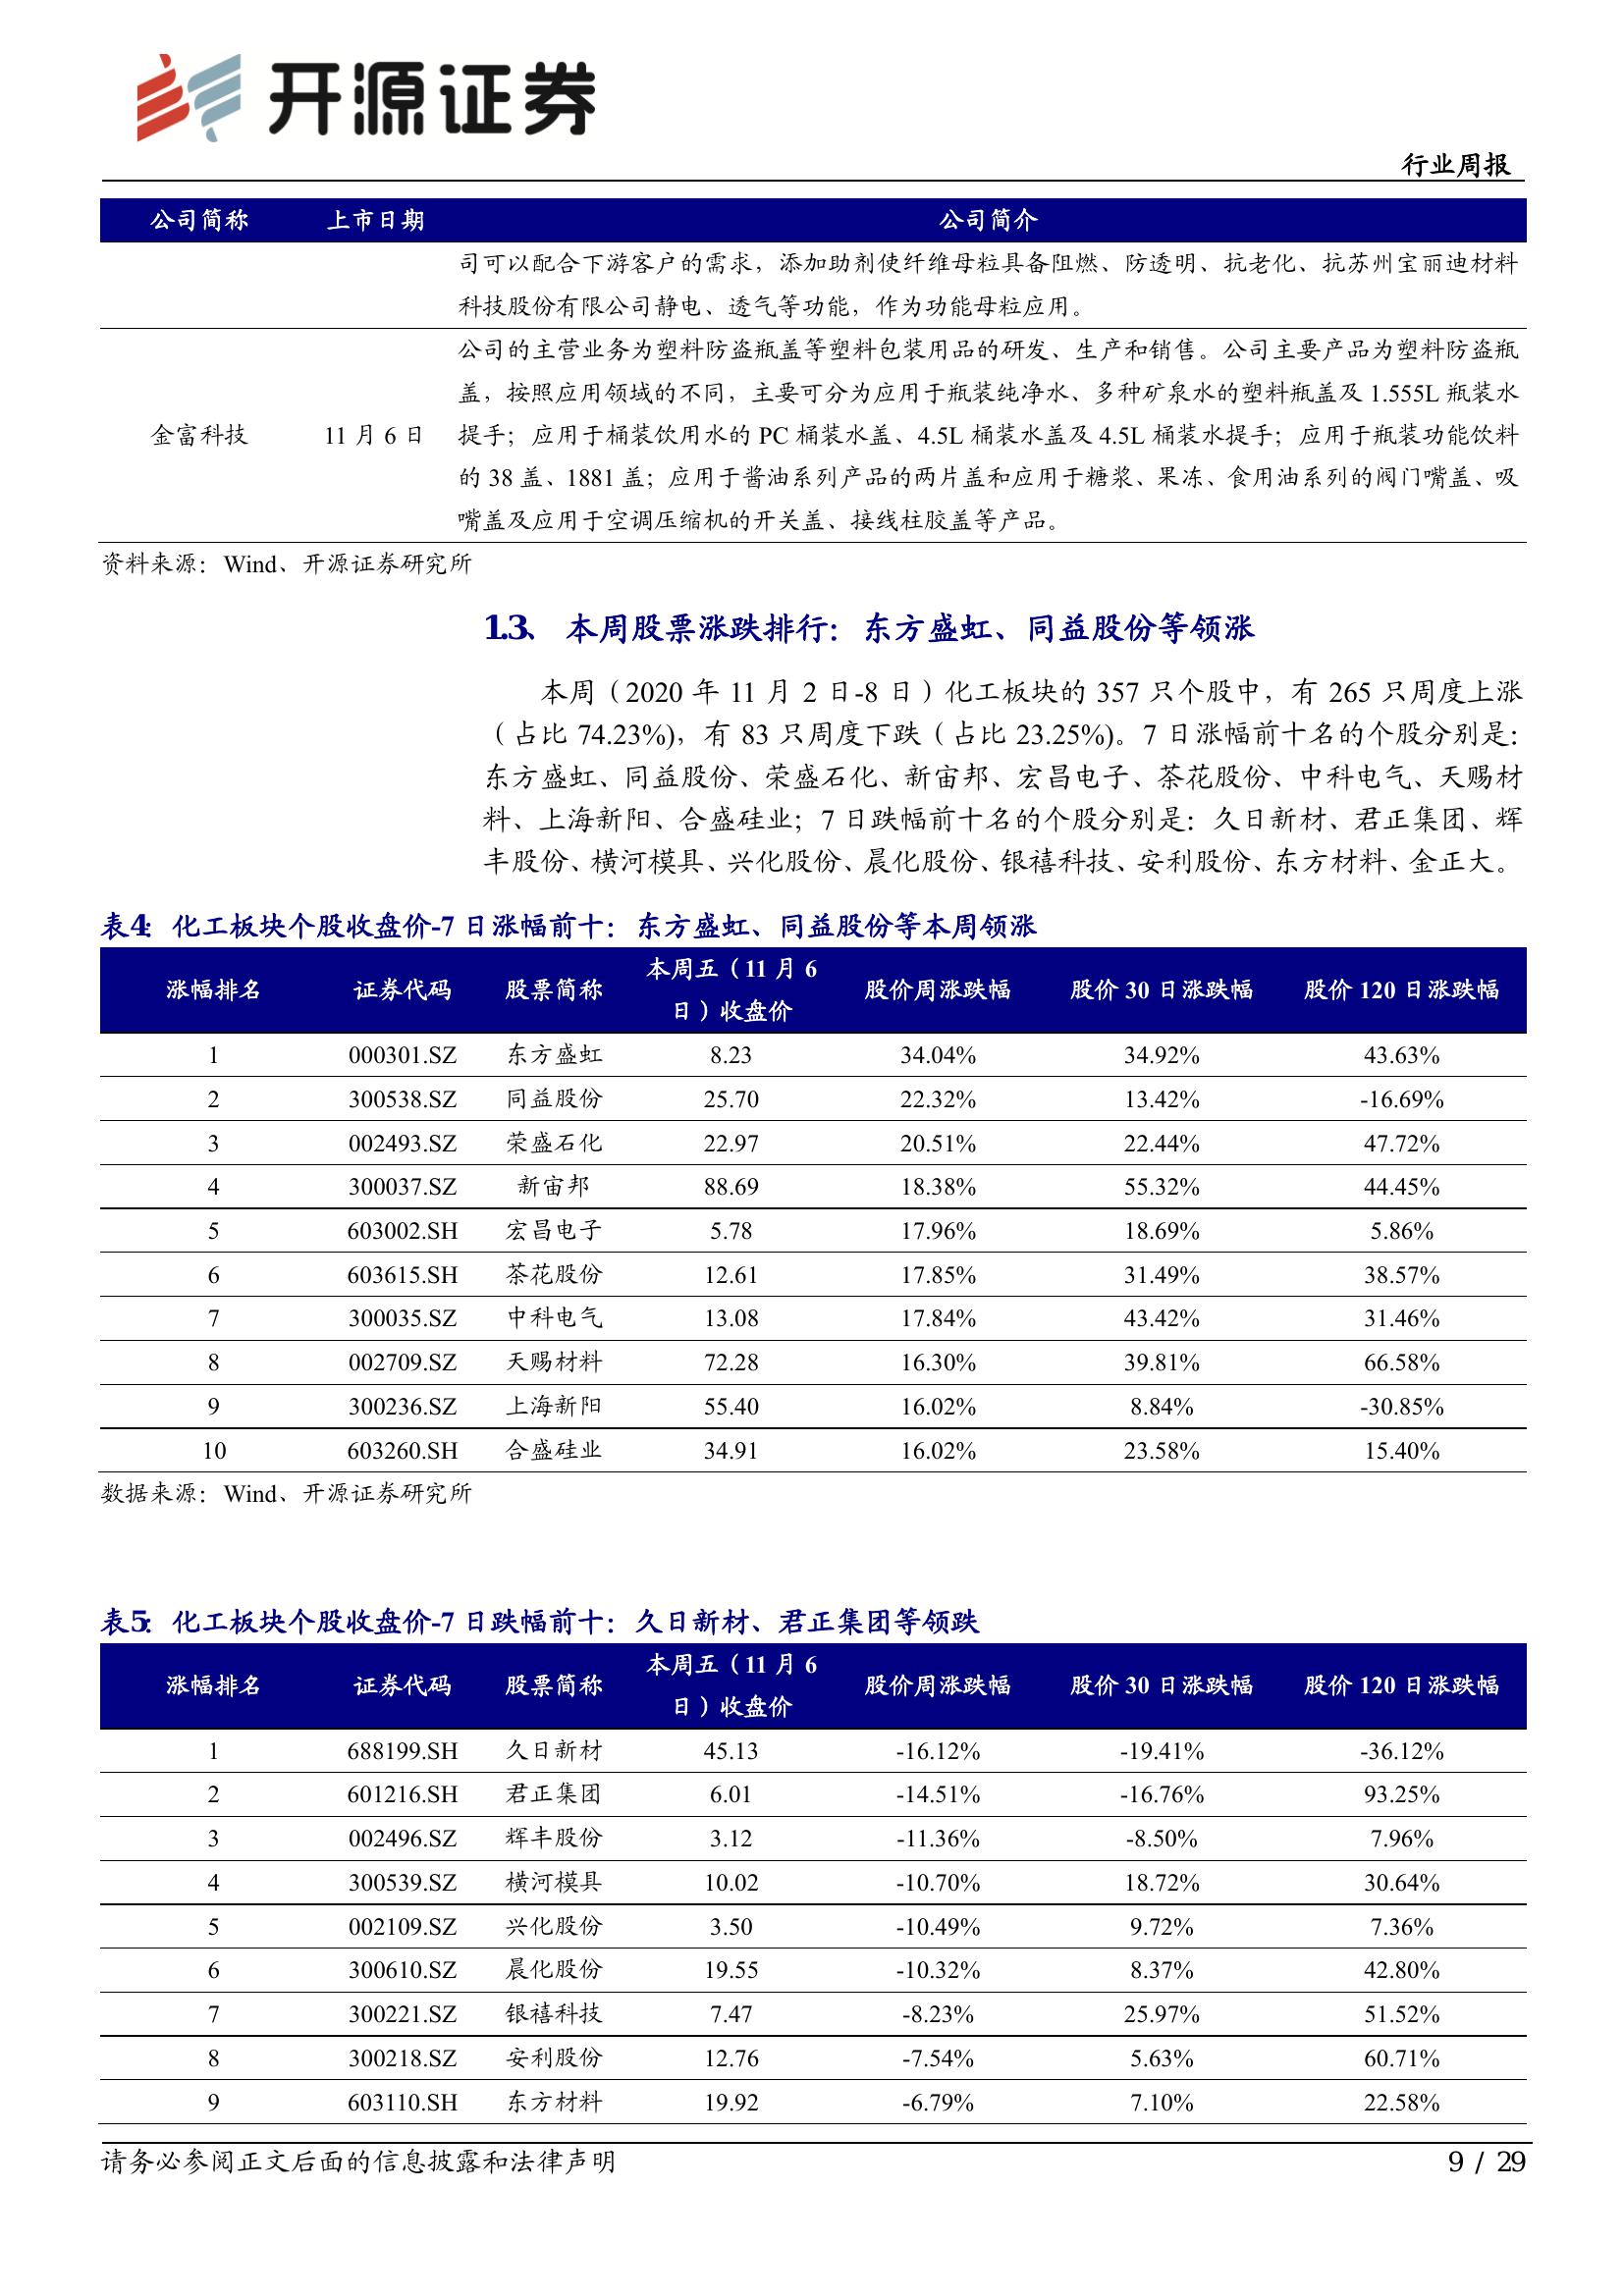 开源证券
行业周报
公司简称 上市日期 公司简介
司可以配合下游客户的需求，添加助剂使纤维母粒具备阻燃、防透明、抗老化、抗苏州宝丽迪材料
科技股份有限公司静电、透气等功能，作为功能母粒应用。
公司的主营业务为塑料防盗瓶盖等塑料包装用品的研发、生产和销售。公司主要产品为塑料防盗瓶
盖，按照应用领域的不同，主要可分为应用于瓶装纯净水、多种矿泉水的塑料瓶盖及 1.555L 瓶装水
金富科技 11 月 6 日 提手；应用于桶装饮用水的 PC 桶装水盖、4.5L 桶装水盖及 4.5L 桶装水提手；应用于瓶装功能饮料
的 38 盖、1881 盖；应用于酱油系列产品的两片盖和应用于糖浆、果冻、食用油系列的阀门嘴盖、吸
嘴盖及应用于空调压缩机的开关盖、接线柱胶盖等产品。
资料来源：Wind、开源证券研究所
1.3、 本周股票涨跌排行：东方盛虹、同益股份等领涨
本周（2020 年 11 月 2 日-8 日）化工板块的 357 只个股中，有 265 只周度上涨
（占比 74.23%)，有 83 只周度下跌（占比 23.25%)。7 日涨幅前十名的个股分别是：
东方盛虹、同益股份、荣盛石化、新宙邦、宏昌电子、茶花股份、中科电气、天赐材
料、上海新阳、合盛硅业；7 日跌幅前十名的个股分别是：久日新材、君正集团、辉
丰股份、横河模具、兴化股份、晨化股份、银禧科技、安利股份、东方材料、金正大。
表4：化工板块个股收盘价-7 日涨幅前十：东方盛虹、同益股份等本周领涨
涨幅排名 证券代码 股票简称 本周五（11 月 6 日）收盘价 股价周涨跌幅 股价 30 日涨跌幅 股价 120 日涨跌幅
1 000301.SZ 东方盛虹 8.23 34.04% 34.92% 43.63%
2 300538.SZ 同益股份 25.70 22.32% 13.42% -16.69%
3 002493.SZ 荣盛石化 22.97 20.51% 22.44% 47.72%
4 300037.SZ 新宙邦 88.69 18.38% 55.32% 44.45%
5 603002.SH 宏昌电子 5.78 17.96% 18.69% 5.86%
6 603615.SH 茶花股份 12.61 17.85% 31.49% 38.57%
7 300035.SZ 中科电气 13.08 17.84% 43.42% 31.46%
8 002709.SZ 天赐材料 72.28 16.30% 39.81% 66.58%
9 300236.SZ 上海新阳 55.40 16.02% 8.84% -30.85%
10 603260.SH 合盛硅业 34.91 16.02% 23.58% 15.40%
数据来源：Wind、开源证券研究所
表5：化工板块个股收盘价-7 日跌幅前十：久日新材、君正集团等领跌
涨幅排名 证券代码 股票简称 本周五（11 月 6 日）收盘价 股价周涨跌幅 股价 30 日涨跌幅 股价 120 日涨跌幅
1 688199.SH 久日新材 45.13 -16.12% -19.41% -36.12%
2 601216.SH 君正集团 6.01 -14.51% -16.76% 93.25%
3 002496.SZ 辉丰股份 3.12 -11.36% -8.50% 7.96%
4 300539.SZ 横河模具 10.02 -10.70% 18.72% 30.64%
5 002109.SZ 兴化股份 3.50 -10.49% 9.72% 7.36%
6 300610.SZ 晨化股份 19.55 -10.32% 8.37% 42.80%
7 300221.SZ 银禧科技 7.47 -8.23% 25.97% 51.52%
8 300218.SZ 安利股份 12.76 -7.54% 5.63% 60.71%
9 603110.SH 东方材料 19.92 -6.79% 7.10% 22.58%
请务必参阅正文后面的信息披露和法律声明 9 / 29